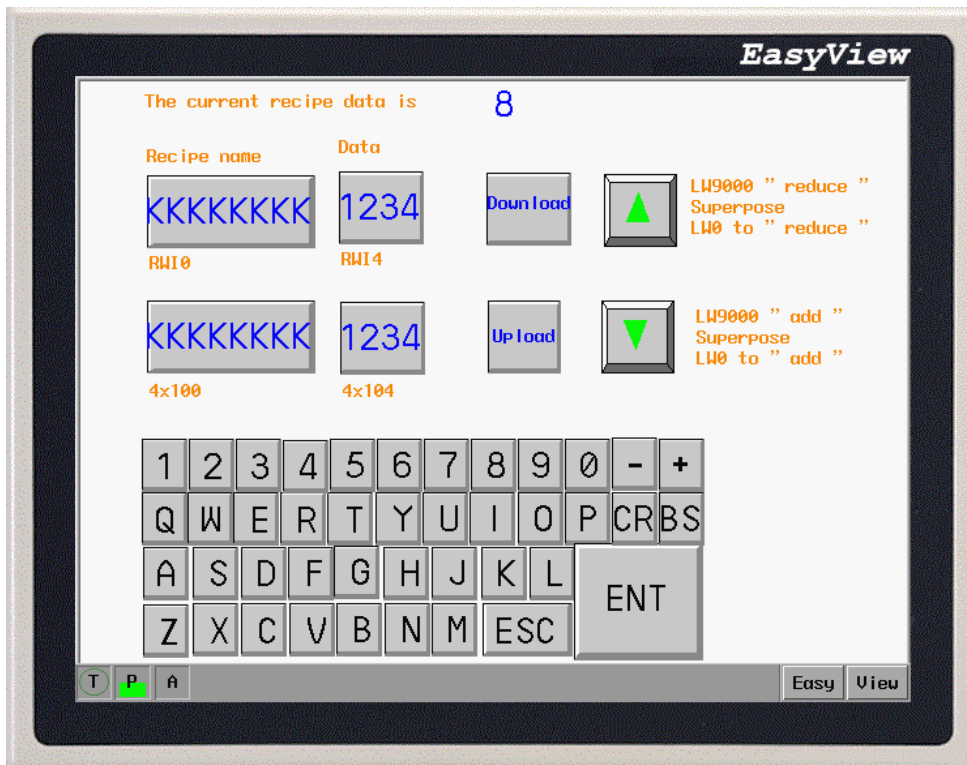 EasyView
The current recipe data is 8
Recipe name Data
KKKKKKKK 1234 Download
LW9000 " reduce "
Superpose
LW0 to " reduce "
RWI0 RWI4
KKKKKKKK 1234 Upload
LW9000 " add "
Superpose
LW0 to " add "
4x100 4x104
1 2 3 4 5 6 7 8 9 0 - +
Q W E R T Y U I O P CR BS
A S D F G H J K L ENT
Z X C V B N M ESC
T P A Easy View